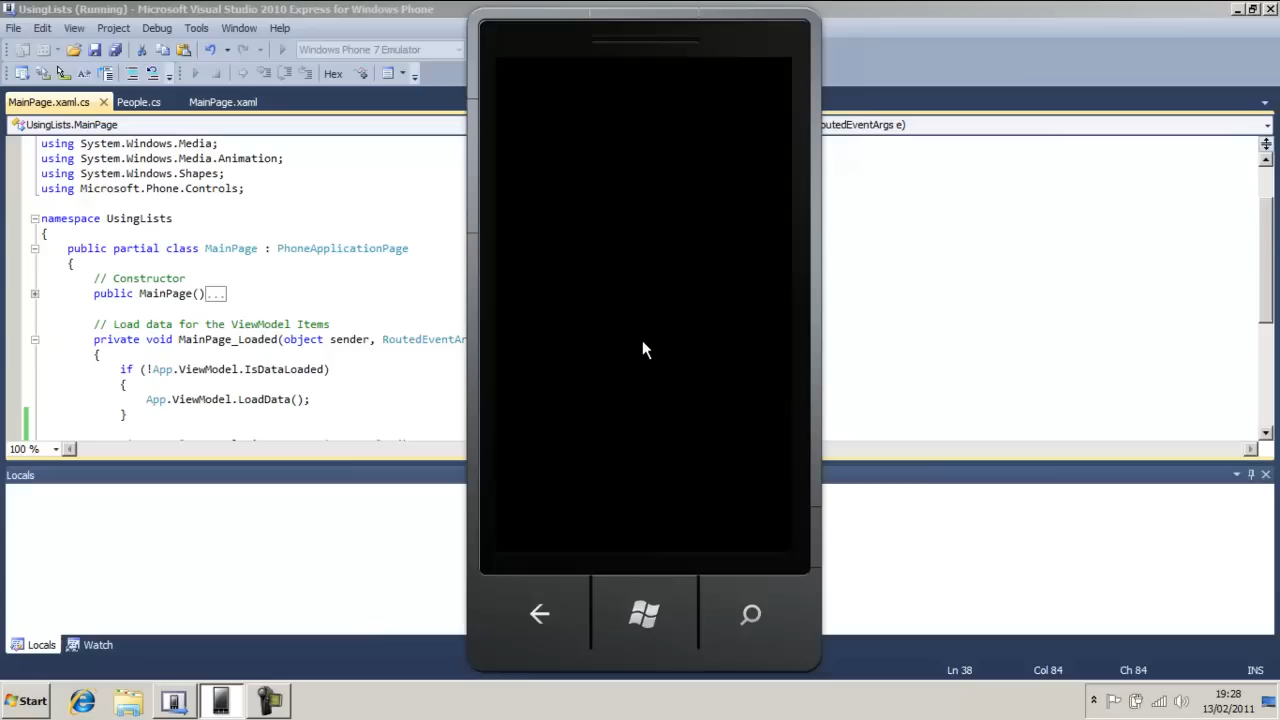 UsingLists (Running) - Microsoft Visual Studio 2010 Express for Windows Phone
File Edit View Project Debug Tools Window Help
Windows Phone 7 Emulator
Hex
MainPage.xaml.cs People.cs MainPage.xaml
UsingLists.MainPage outedEventArgs e)
using System.Windows.Media;
using System.Windows.Media.Animation;
using System.Windows.Shapes;
using Microsoft.Phone.Controls;
namespace UsingLists
{
public partial class MainPage : PhoneApplicationPage
{
// Constructor
public MainPage()...
// Load data for the ViewModel Items
private void MainPage_Loaded(object sender, RoutedEventAr
{
if (!App.ViewModel.IsDataLoaded)
{
App.ViewModel.LoadData();
}
100 %
Locals
Locals Watch
Ln 38 Col 84 Ch 84 INS
Start 19:28
13/02/2011